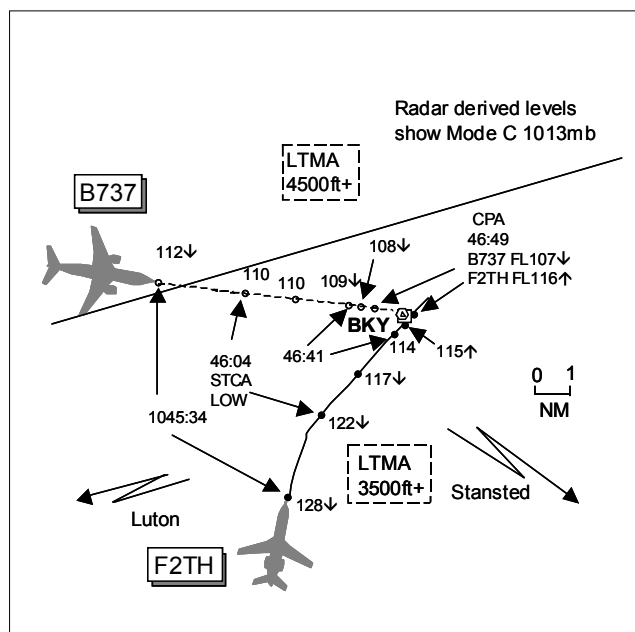 Radar derived levels
show Mode C 1013mb
LTMA
4500ft+
B737
CPA
46:49
B737 FL107↓
F2TH FL116↑
112↓
110
110
109↓
108↓
BKY
46:41
114
115↑
46:04
STCA
LOW
117↓
0 1
NM
122↓
1045:34
LTMA
3500ft+
Stansted
128↓
Luton
F2TH